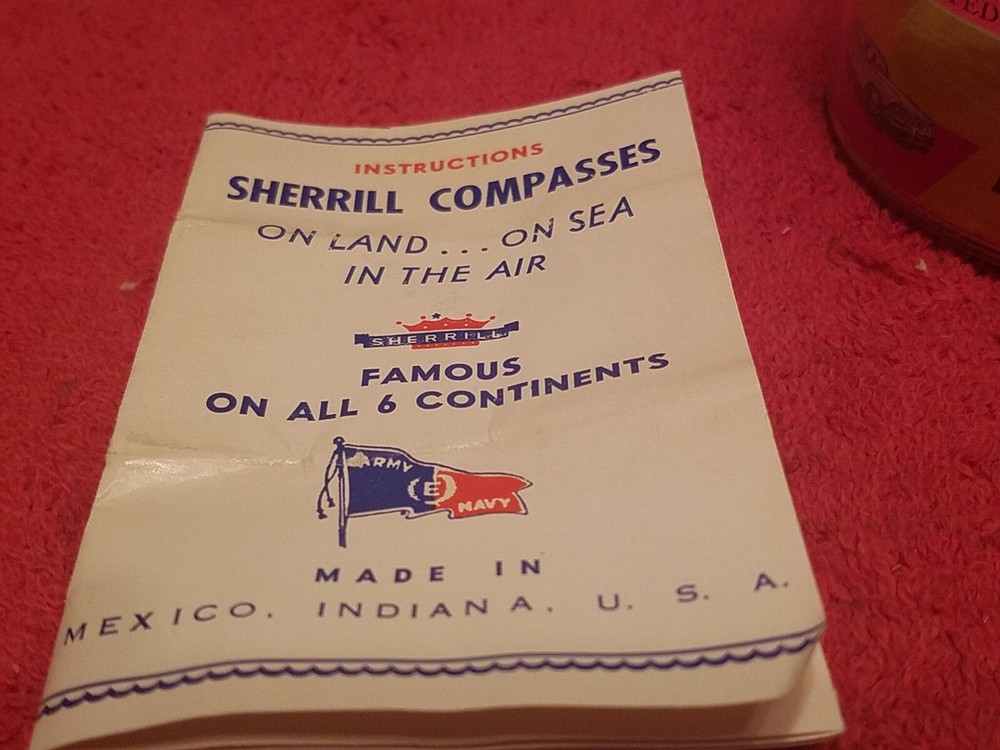 INSTRUCTIONS
SHERRILL COMPASSES
ON LAND . . . ON SEA
IN THE AIR
SHERRILL
FAMOUS
ON ALL 6 CONTINENTS
ARMY
E
NAVY
MADE IN
MEXICO, INDIANA, U. S. A.